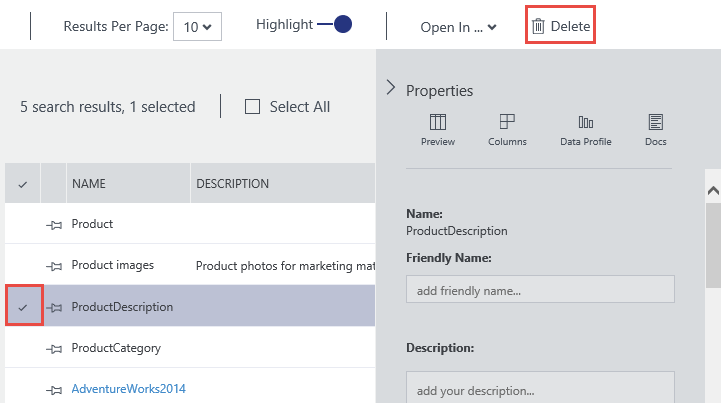 Results Per Page: 10 Highlight Open In ... Delete
5 search results, 1 selected Select All
Properties
Preview Columns Data Profile Docs
NAME DESCRIPTION
Product
Product images Product photos for marketing mat
ProductDescription
ProductCategory
AdventureWorks2014
Name:
ProductDescription
Friendly Name:
add friendly name...
Description:
add your description...